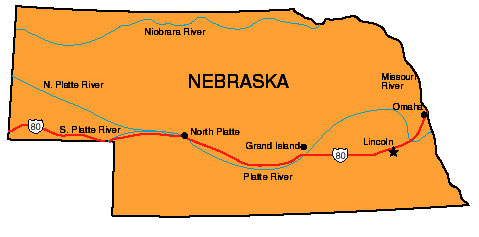 Niobrara River
Missouri
River
N. Platte River
NEBRASKA
Omaha
80
S. Platte River
North Platte
Grand Island
Lincoln
80
Platte River